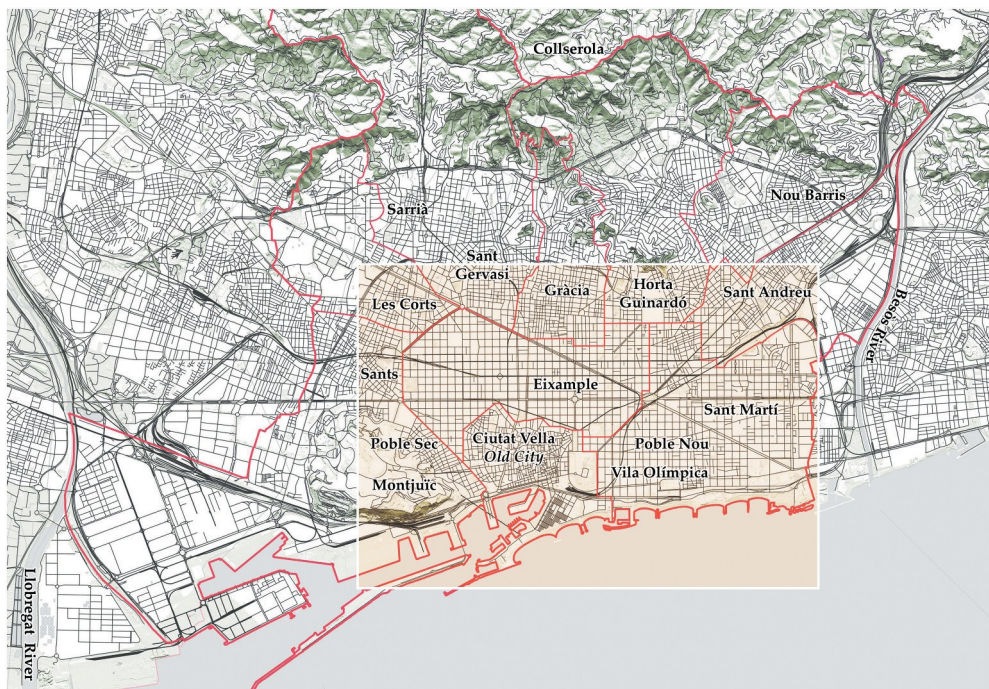 Collserola
Nou Barris
Sarrià
Sant
Gervasi
Gràcia
Horta
Guinardó
Sant Andreu
Les Corts
Besos River
Sants
Eixample
Sant Martí
Poble Sec
Ciutat Vella
Old City
Poble Nou
Vila Olímpica
Montjuïc
Llobregat River